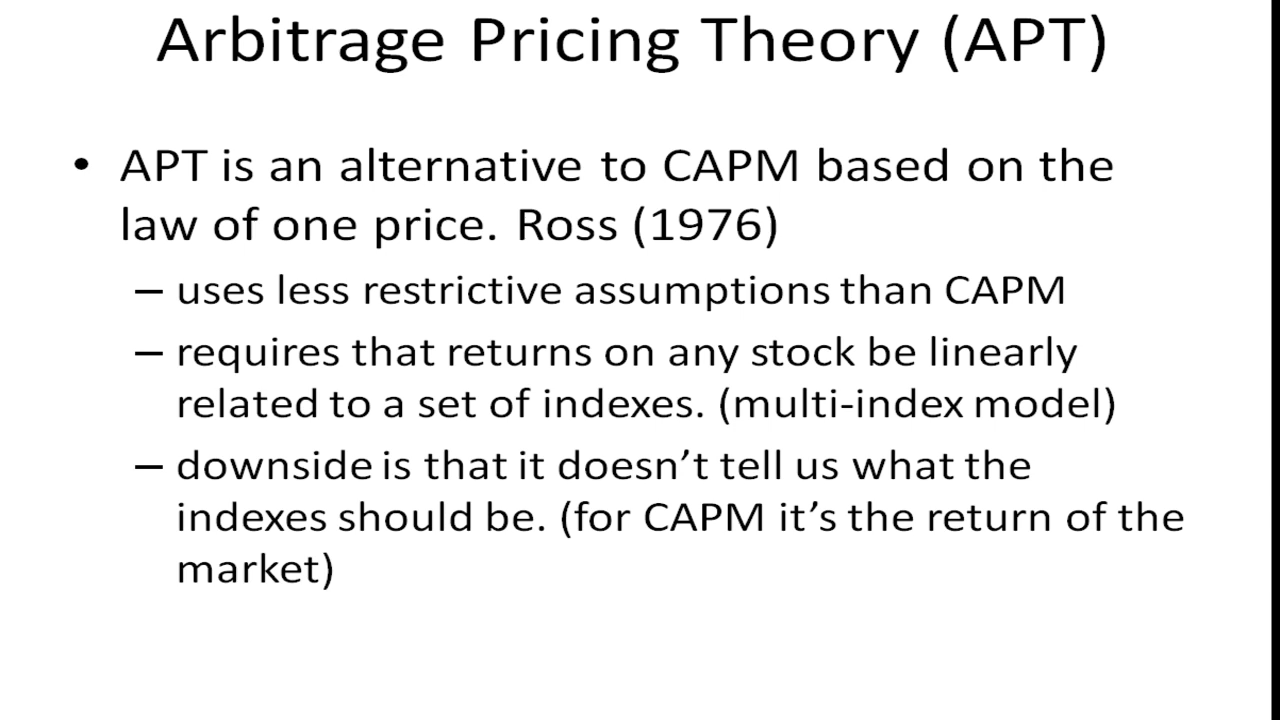 Arbitrage Pricing Theory (APT)
• APT is an alternative to CAPM based on the
law of one price. Ross (1976)
– uses less restrictive assumptions than CAPM
– requires that returns on any stock be linearly
related to a set of indexes. (multi-index model)
– downside is that it doesn’t tell us what the
indexes should be. (for CAPM it’s the return of the
market)